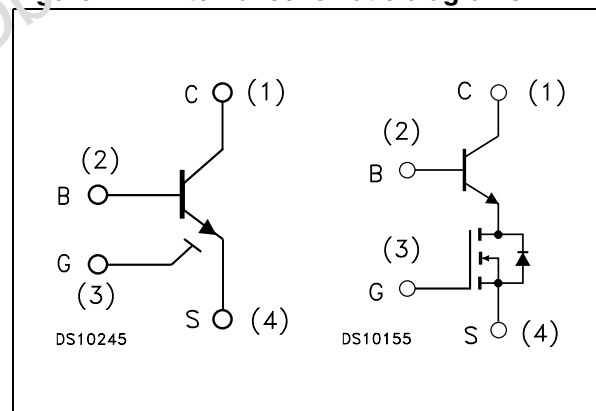 C (1)
(2)
B
G
(3)
S (4)
DS10245
C (1)
(2)
B
(3)
G
S (4)
DS10155